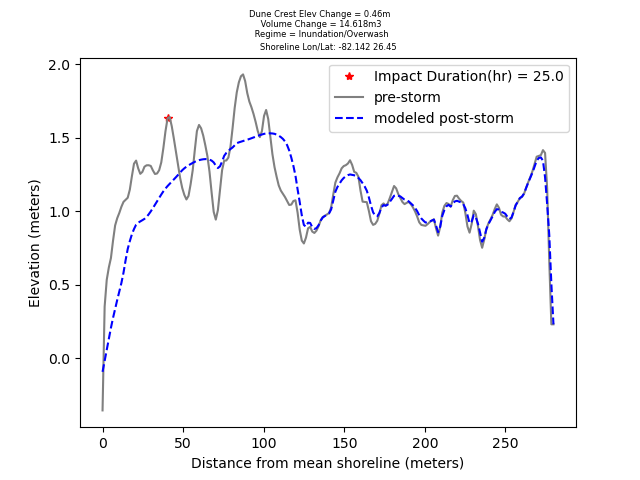 Dune Crest Elev Change = 0.46m
Volume Change = 14.618m3
Regime = Inundation/Overwash
Shoreline Lon/Lat: -82.142 26.45
Impact Duration(hr) = 25.0
pre-storm
modeled post-storm
2.0
1.5
1.0
0.5
0.0
Elevation (meters)
0 50 100 150 200 250
Distance from mean shoreline (meters)